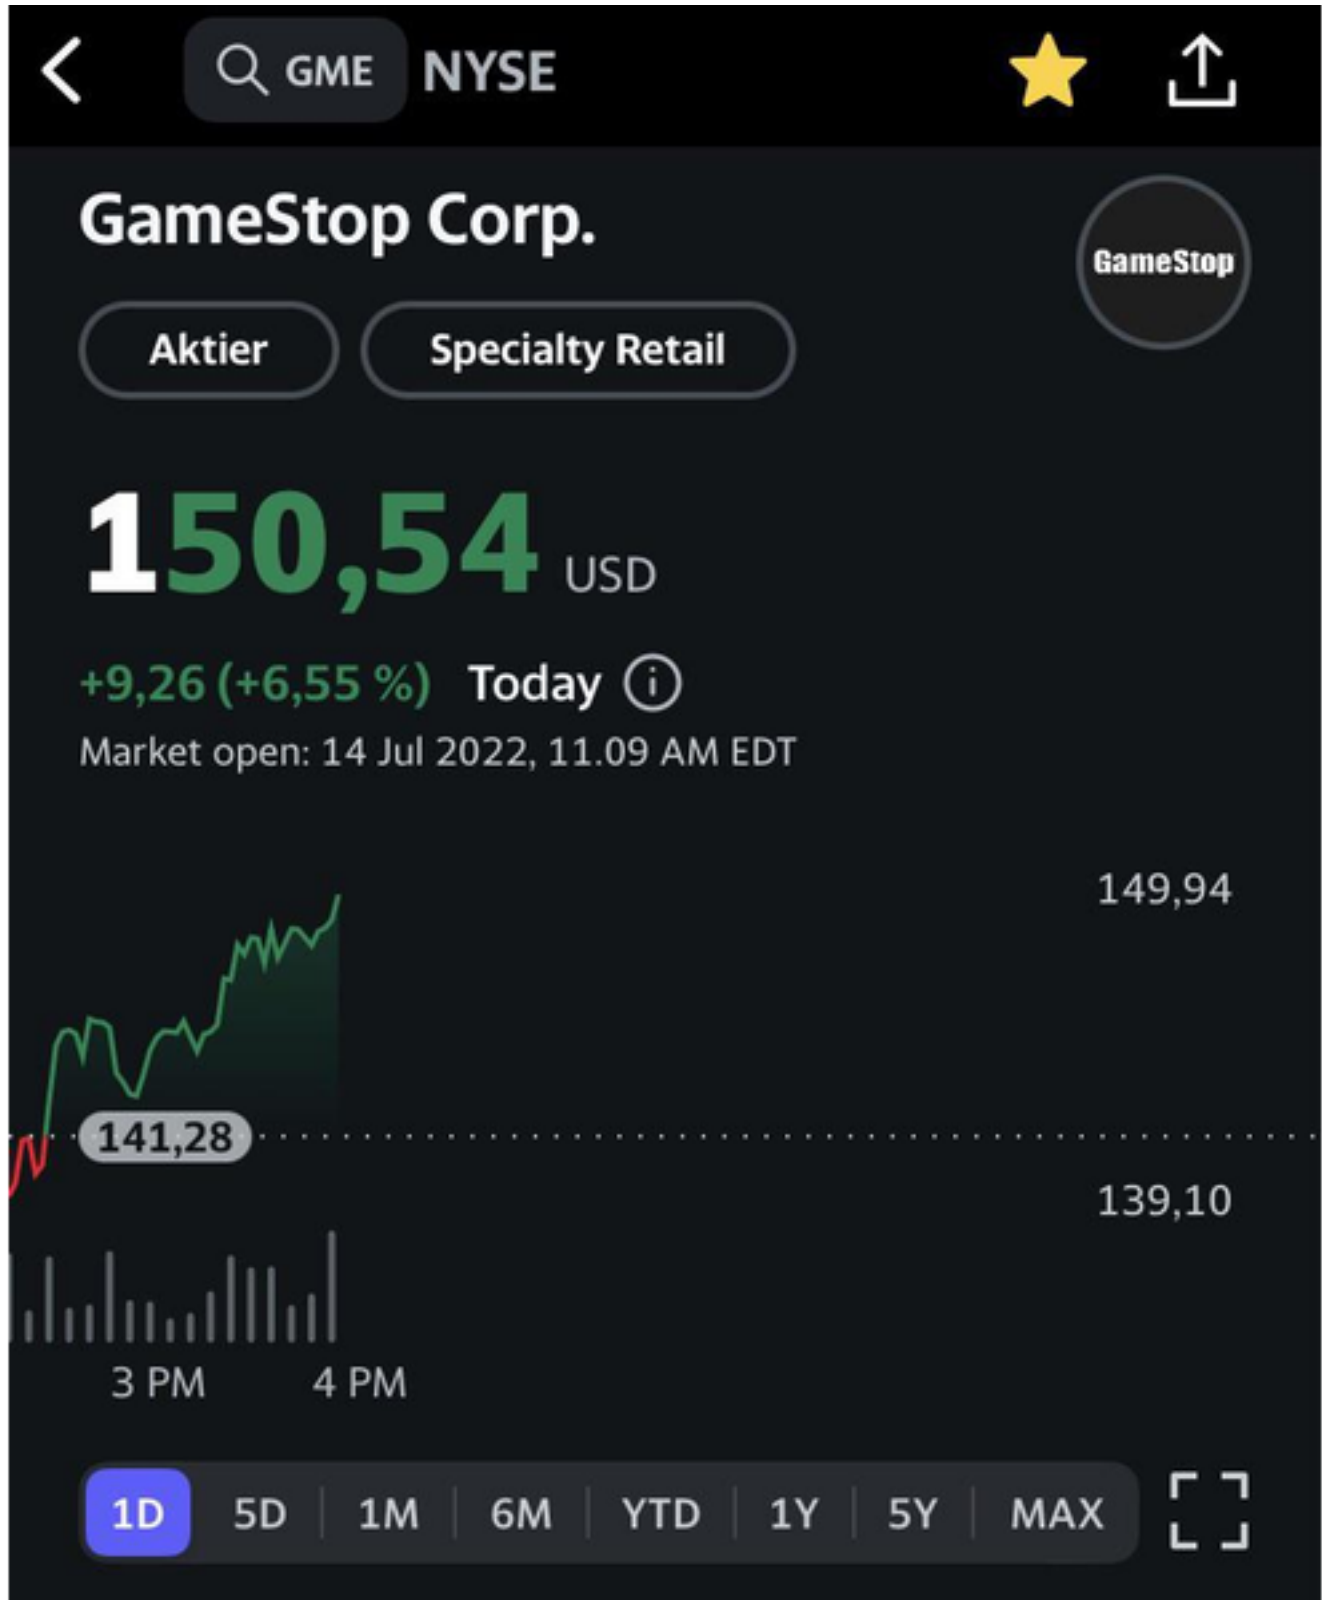 GME NYSE
GameStop Corp.
GameStop
Aktier
Specialty Retail
150,54 USD
+9,26 (+6,55 %) Today
Market open: 14 Jul 2022, 11.09 AM EDT
149,94
141,28
139,10
3 PM 4 PM
1D 5D 1M 6M YTD 1Y 5Y MAX